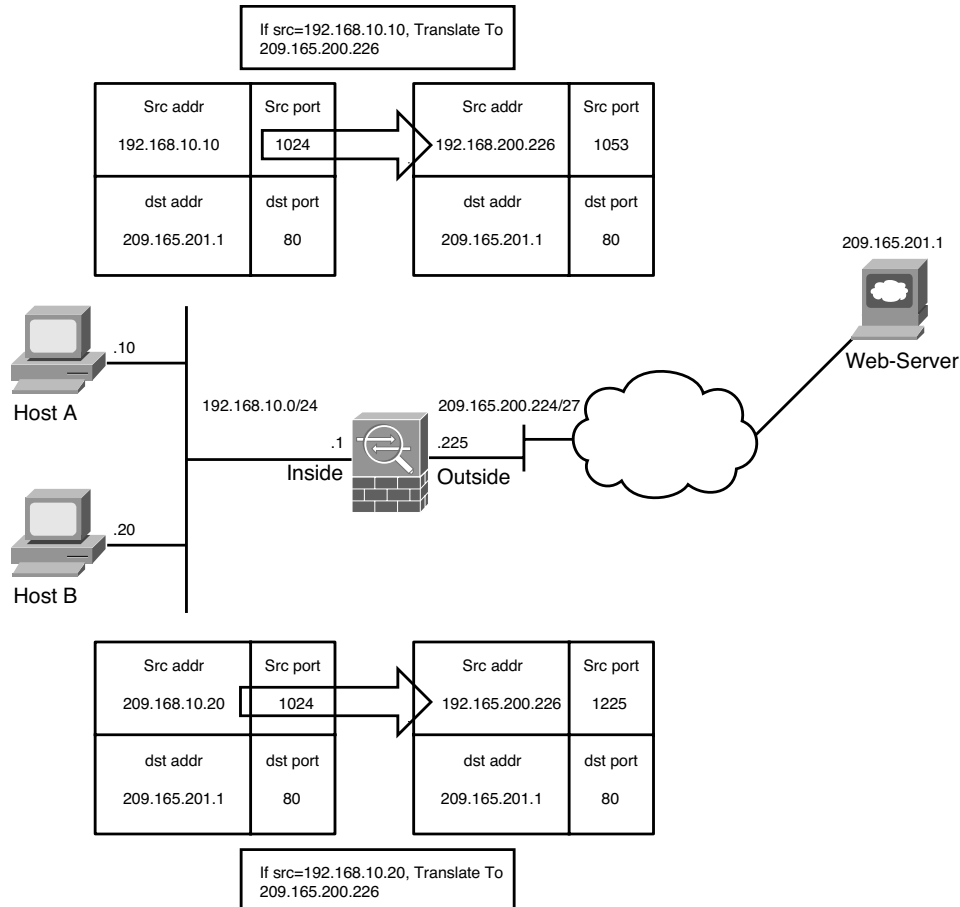 If src=192.168.10.10, Translate To
209.165.200.226
Src addr
Src port
Src addr
Src port
192.168.10.10
1024
192.168.200.226
1053
dst addr
dst port
dst addr
dst port
209.165.201.1
80
209.165.201.1
80
209.165.201.1
Web-Server
.10
Host A
192.168.10.0/24
209.165.200.224/27
.1
.225
Inside
Outside
.20
Host B
Src addr
Src port
Src addr
Src port
209.168.10.20
1024
192.165.200.226
1225
dst addr
dst port
dst addr
dst port
209.165.201.1
80
209.165.201.1
80
If src=192.168.10.20, Translate To
209.165.200.226